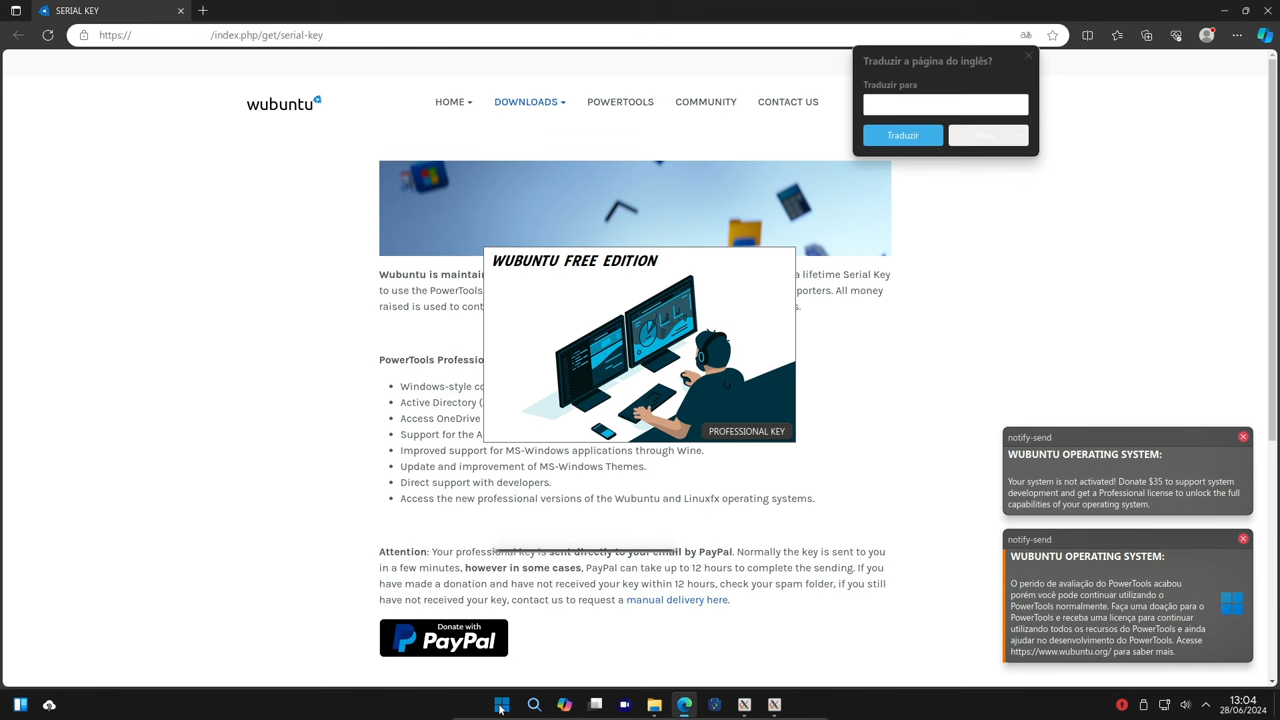 SERIAL KEY
https:// /index.php/get/serial-key
Traduzir a página do inglês?
Traduzir para
Traduzir
Mais
wubuntu
HOME
DOWNLOADS
POWERTOOLS
COMMUNITY
CONTACT US
WUBUNTU FREE EDITION
PROFESSIONAL KEY
Wubuntu is maintain a lifetime Serial Key
to use the PowerTools porters. All money
raised is used to cont s.
PowerTools Professio
• Windows-style co
• Active Directory (
• Access OneDrive
• Support for the A
• Improved support for MS-Windows applications through Wine.
• Update and improvement of MS-Windows Themes.
• Direct support with developers.
• Access the new professional versions of the Wubuntu and Linuxfx operating systems.
Attention: Your professional key is sent directly to your email by PayPal. Normally the key is sent to you
in a few minutes, however in some cases, PayPal can take up to 12 hours to complete the sending. If you
have made a donation and have not received your key within 12 hours, check your spam folder, if you still
have not received your key, contact us to request a manual delivery here.
Donate with
PayPal
notify-send
WUBUNTU OPERATING SYSTEM:
Your system is not activated! Donate $35 to support system
development and get a Professional license to unlock the full
capabilities of your operating system.
notify-send
WUBUNTU OPERATING SYSTEM:
O perido de avaliação do PowerTools acabou
porém você pode continuar utilizando o
PowerTools normalmente. Faça uma doação para o
PowerTools e receba uma licença para continuar
utilizando todos os recursos do PowerTools e ainda
ajudar no desenvolvimento do PowerTools. Acesse
https://www.wubuntu.org/ para saber mais.
13:04
28/06/2024